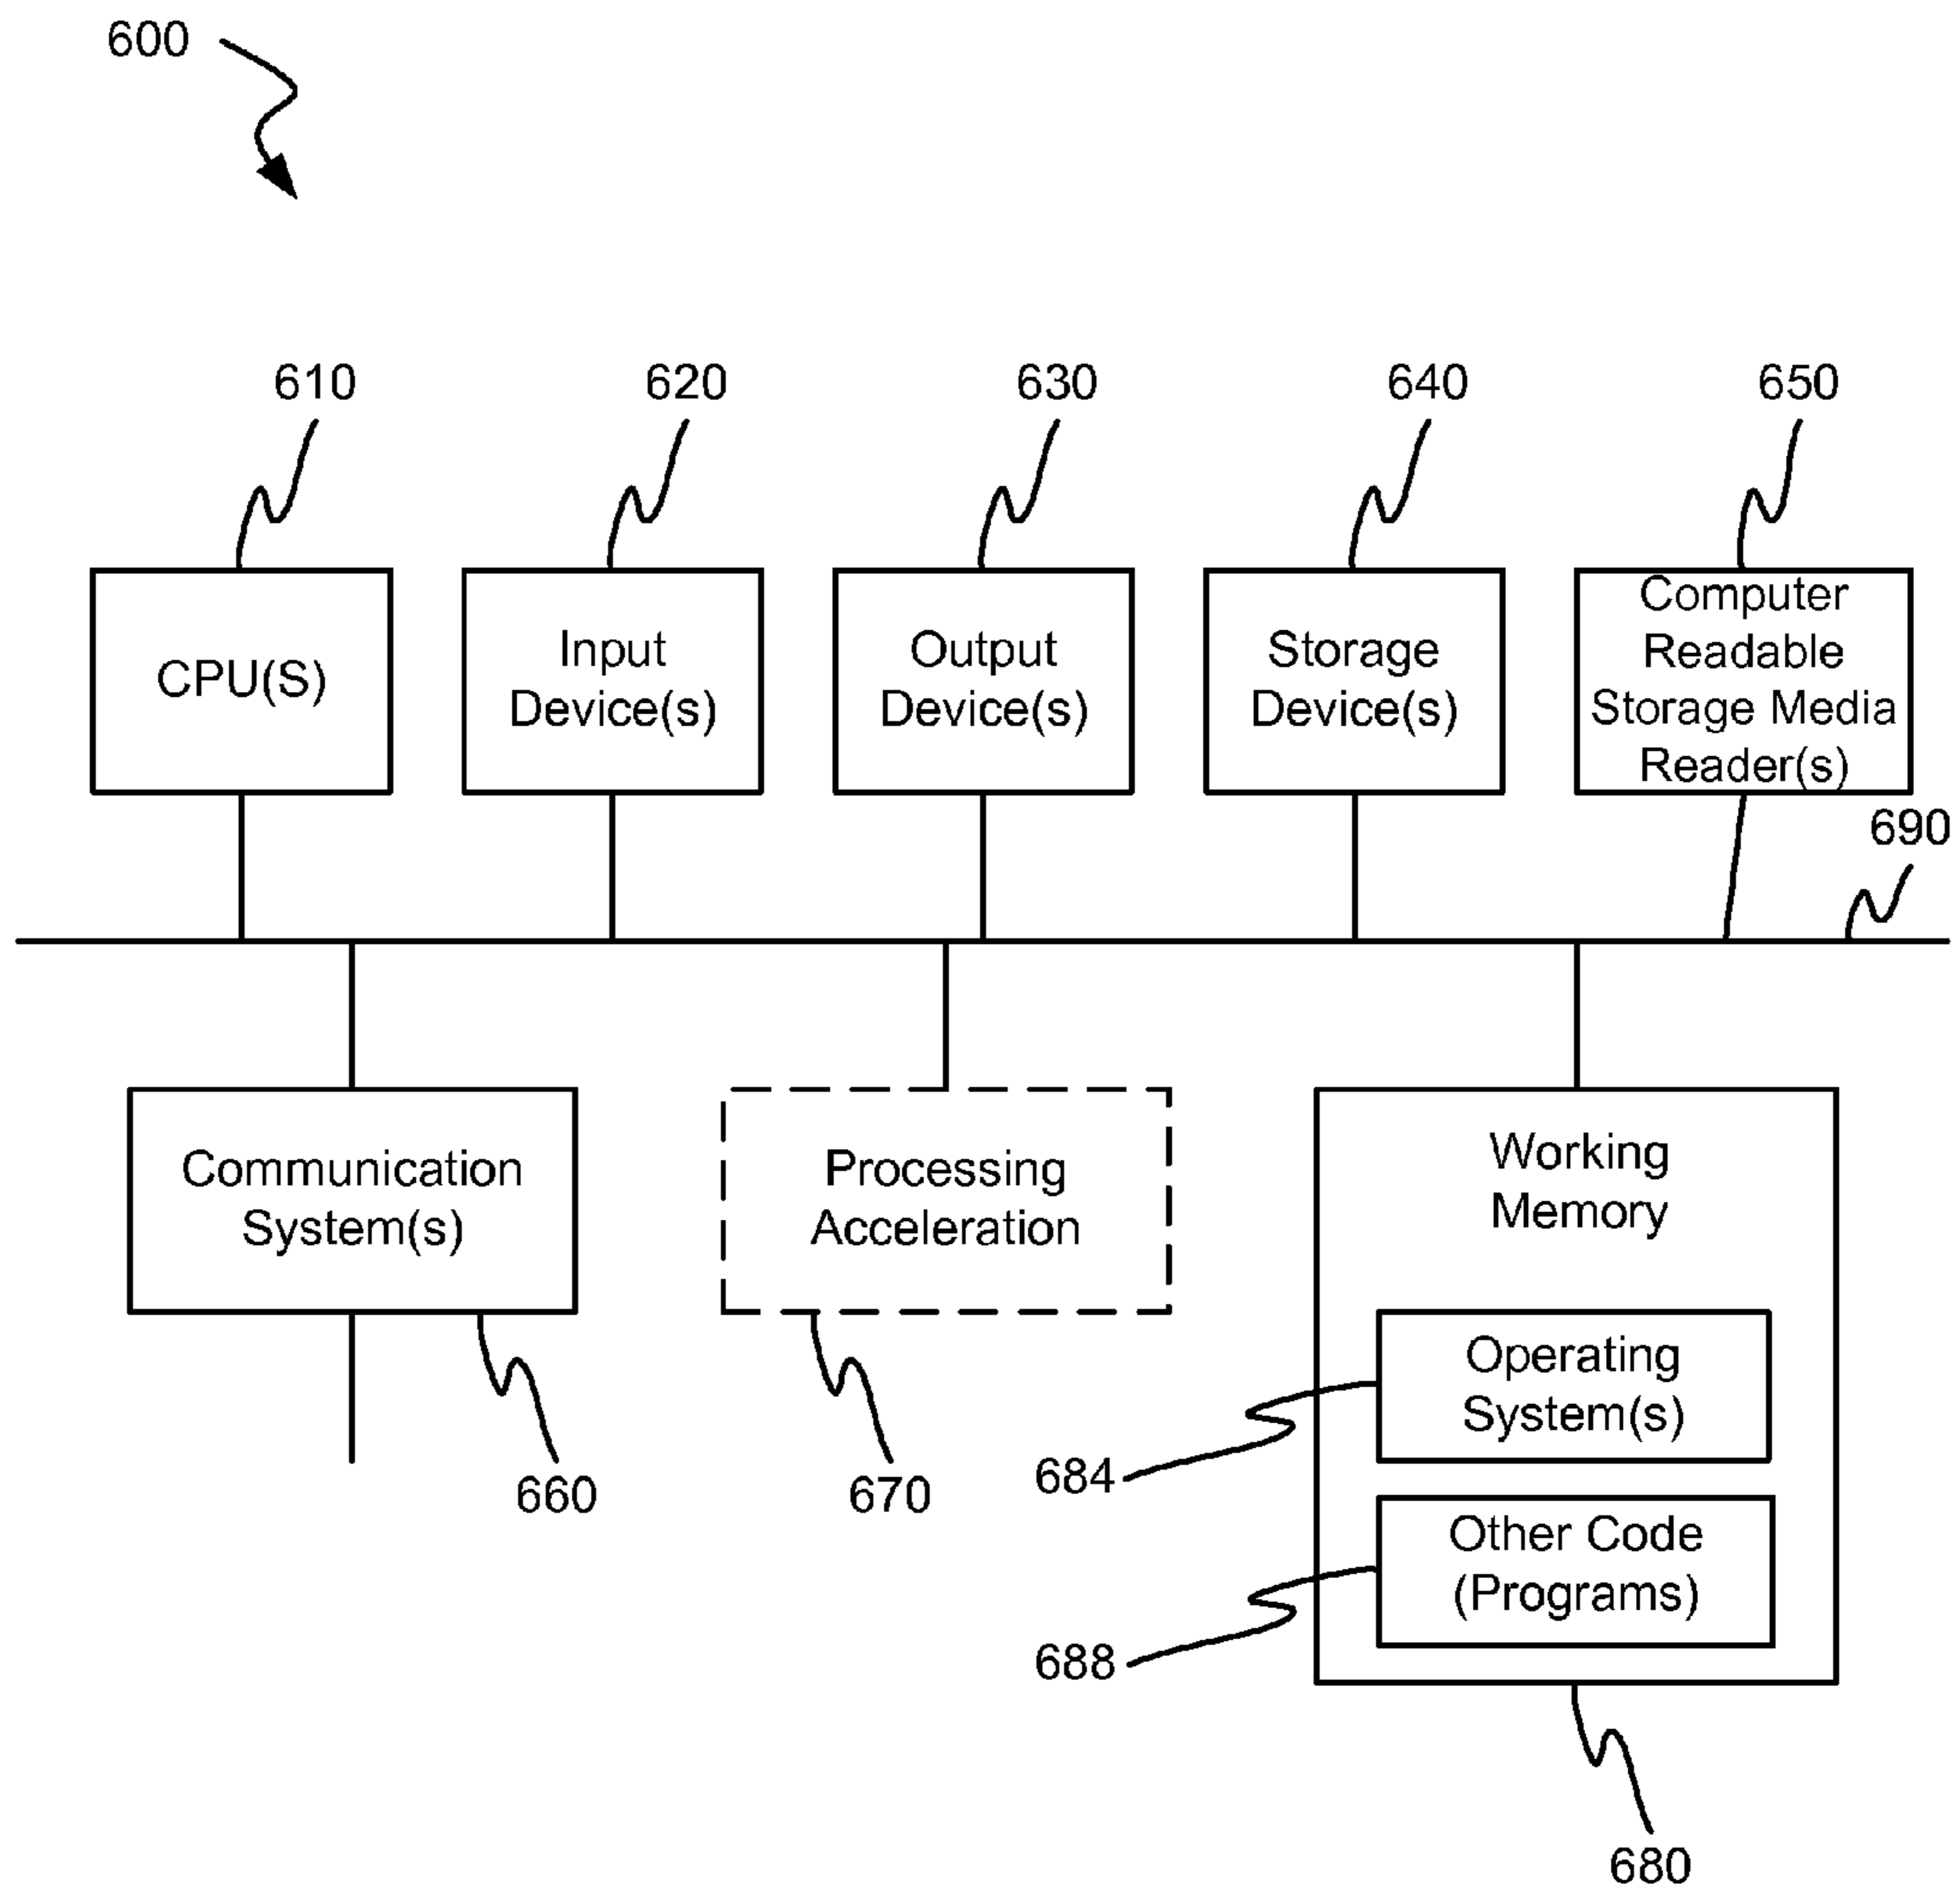 600
610
620
630
640
650
CPU(S)
Input
Device(s)
Output
Device(s)
Storage
Device(s)
Computer
Readable
Storage Media
Reader(s)
690
Communication
System(s)
Processing
Acceleration
Working
Memory
Operating
System(s)
684
660
670
Other Code
(Programs)
688
680